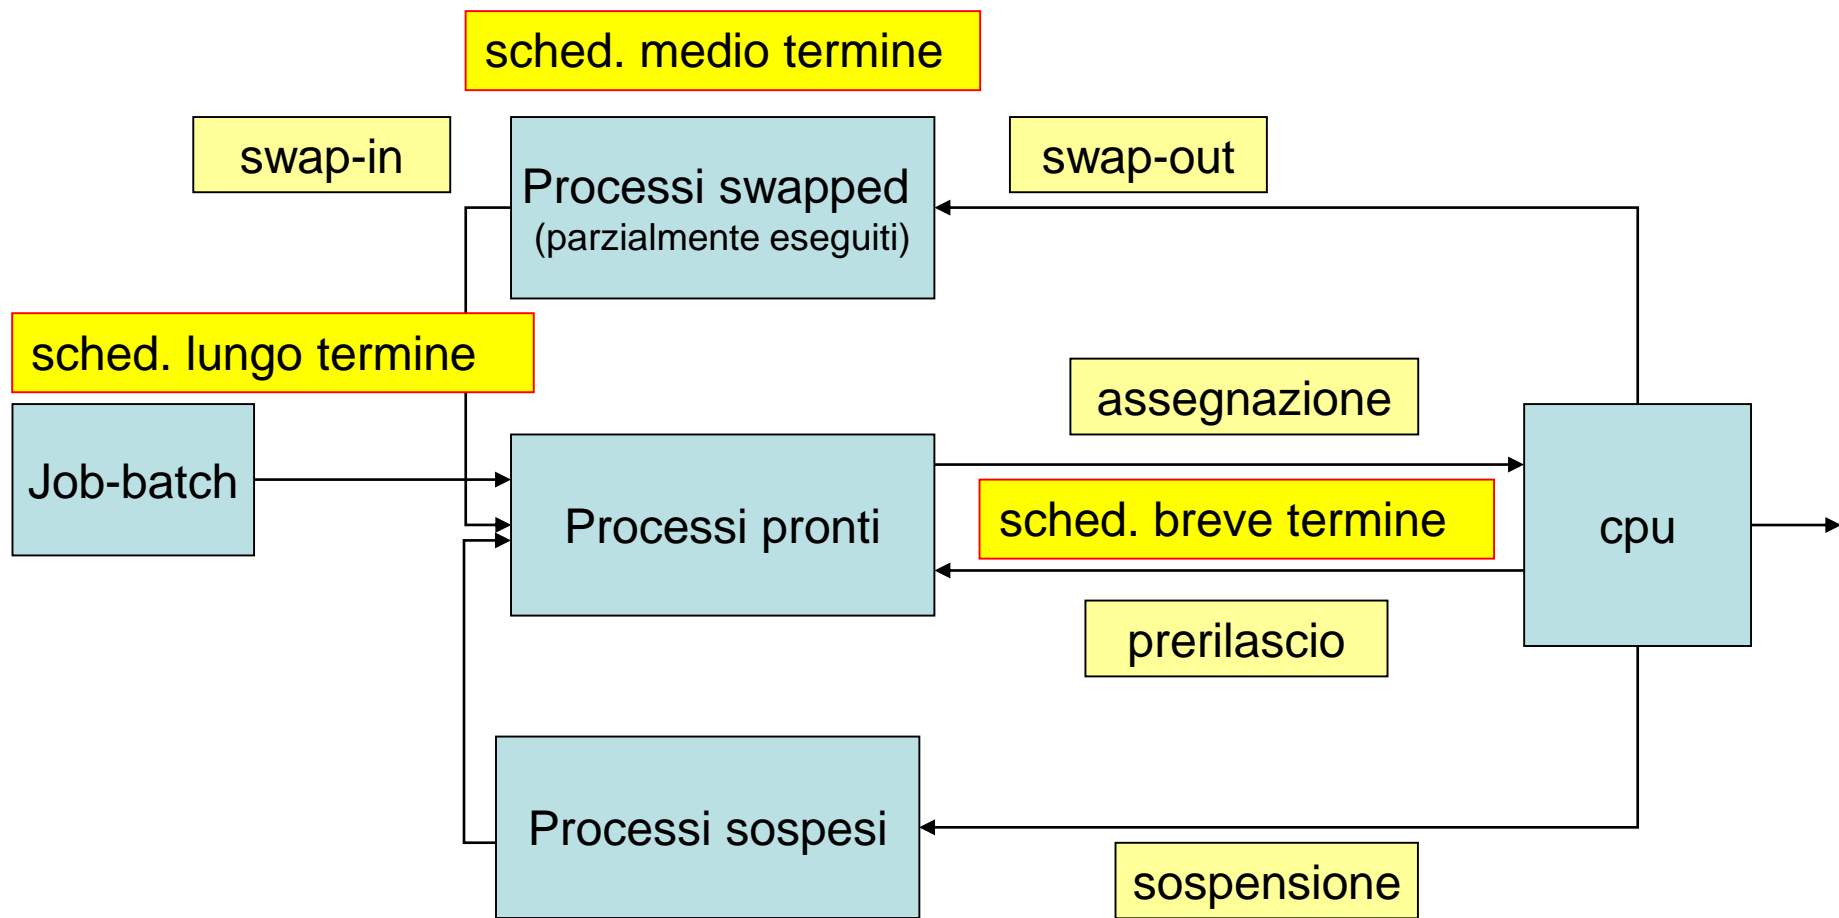 sched. medio termine
swap-in
Processi swapped
(parzialmente eseguiti)
swap-out
sched. lungo termine
assegnazione
Job-batch
Processi pronti
sched. breve termine
cpu
prerilascio
Processi sospesi
sospensione